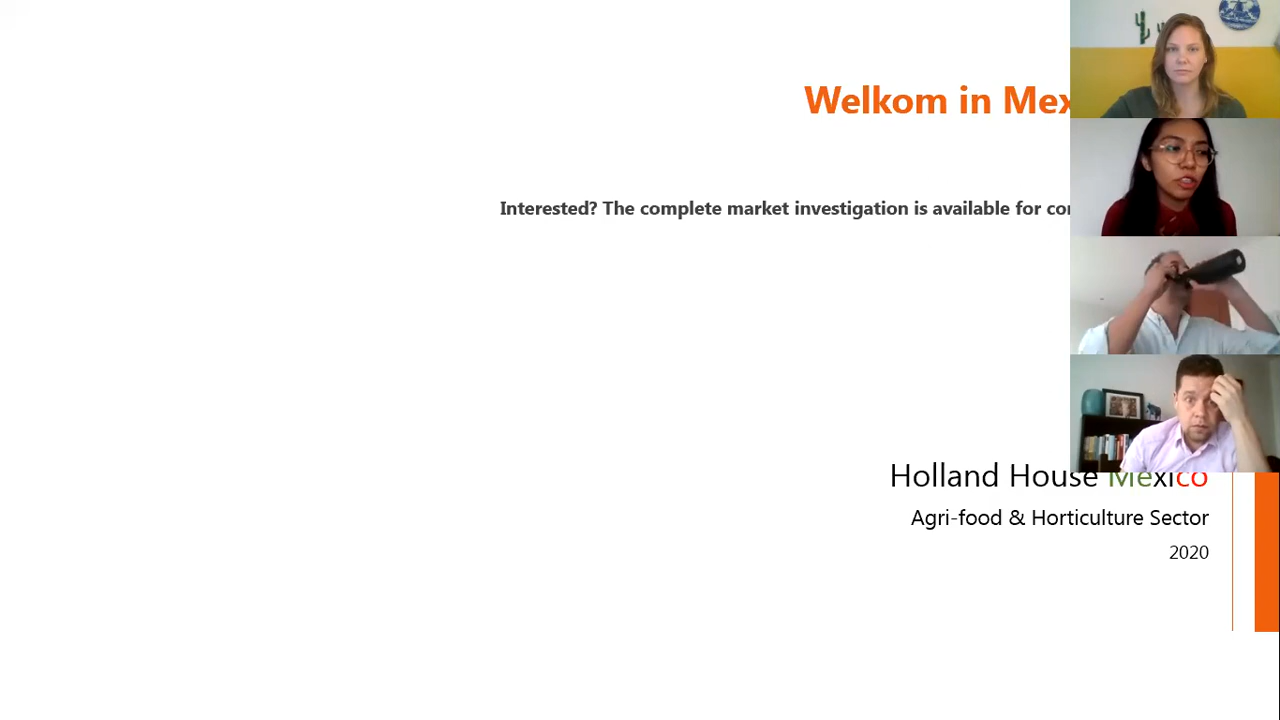 Welkom in Mex
Interested? The complete market investigation is available for
Holland House Mexico
Agri-food & Horticulture Sector
2020